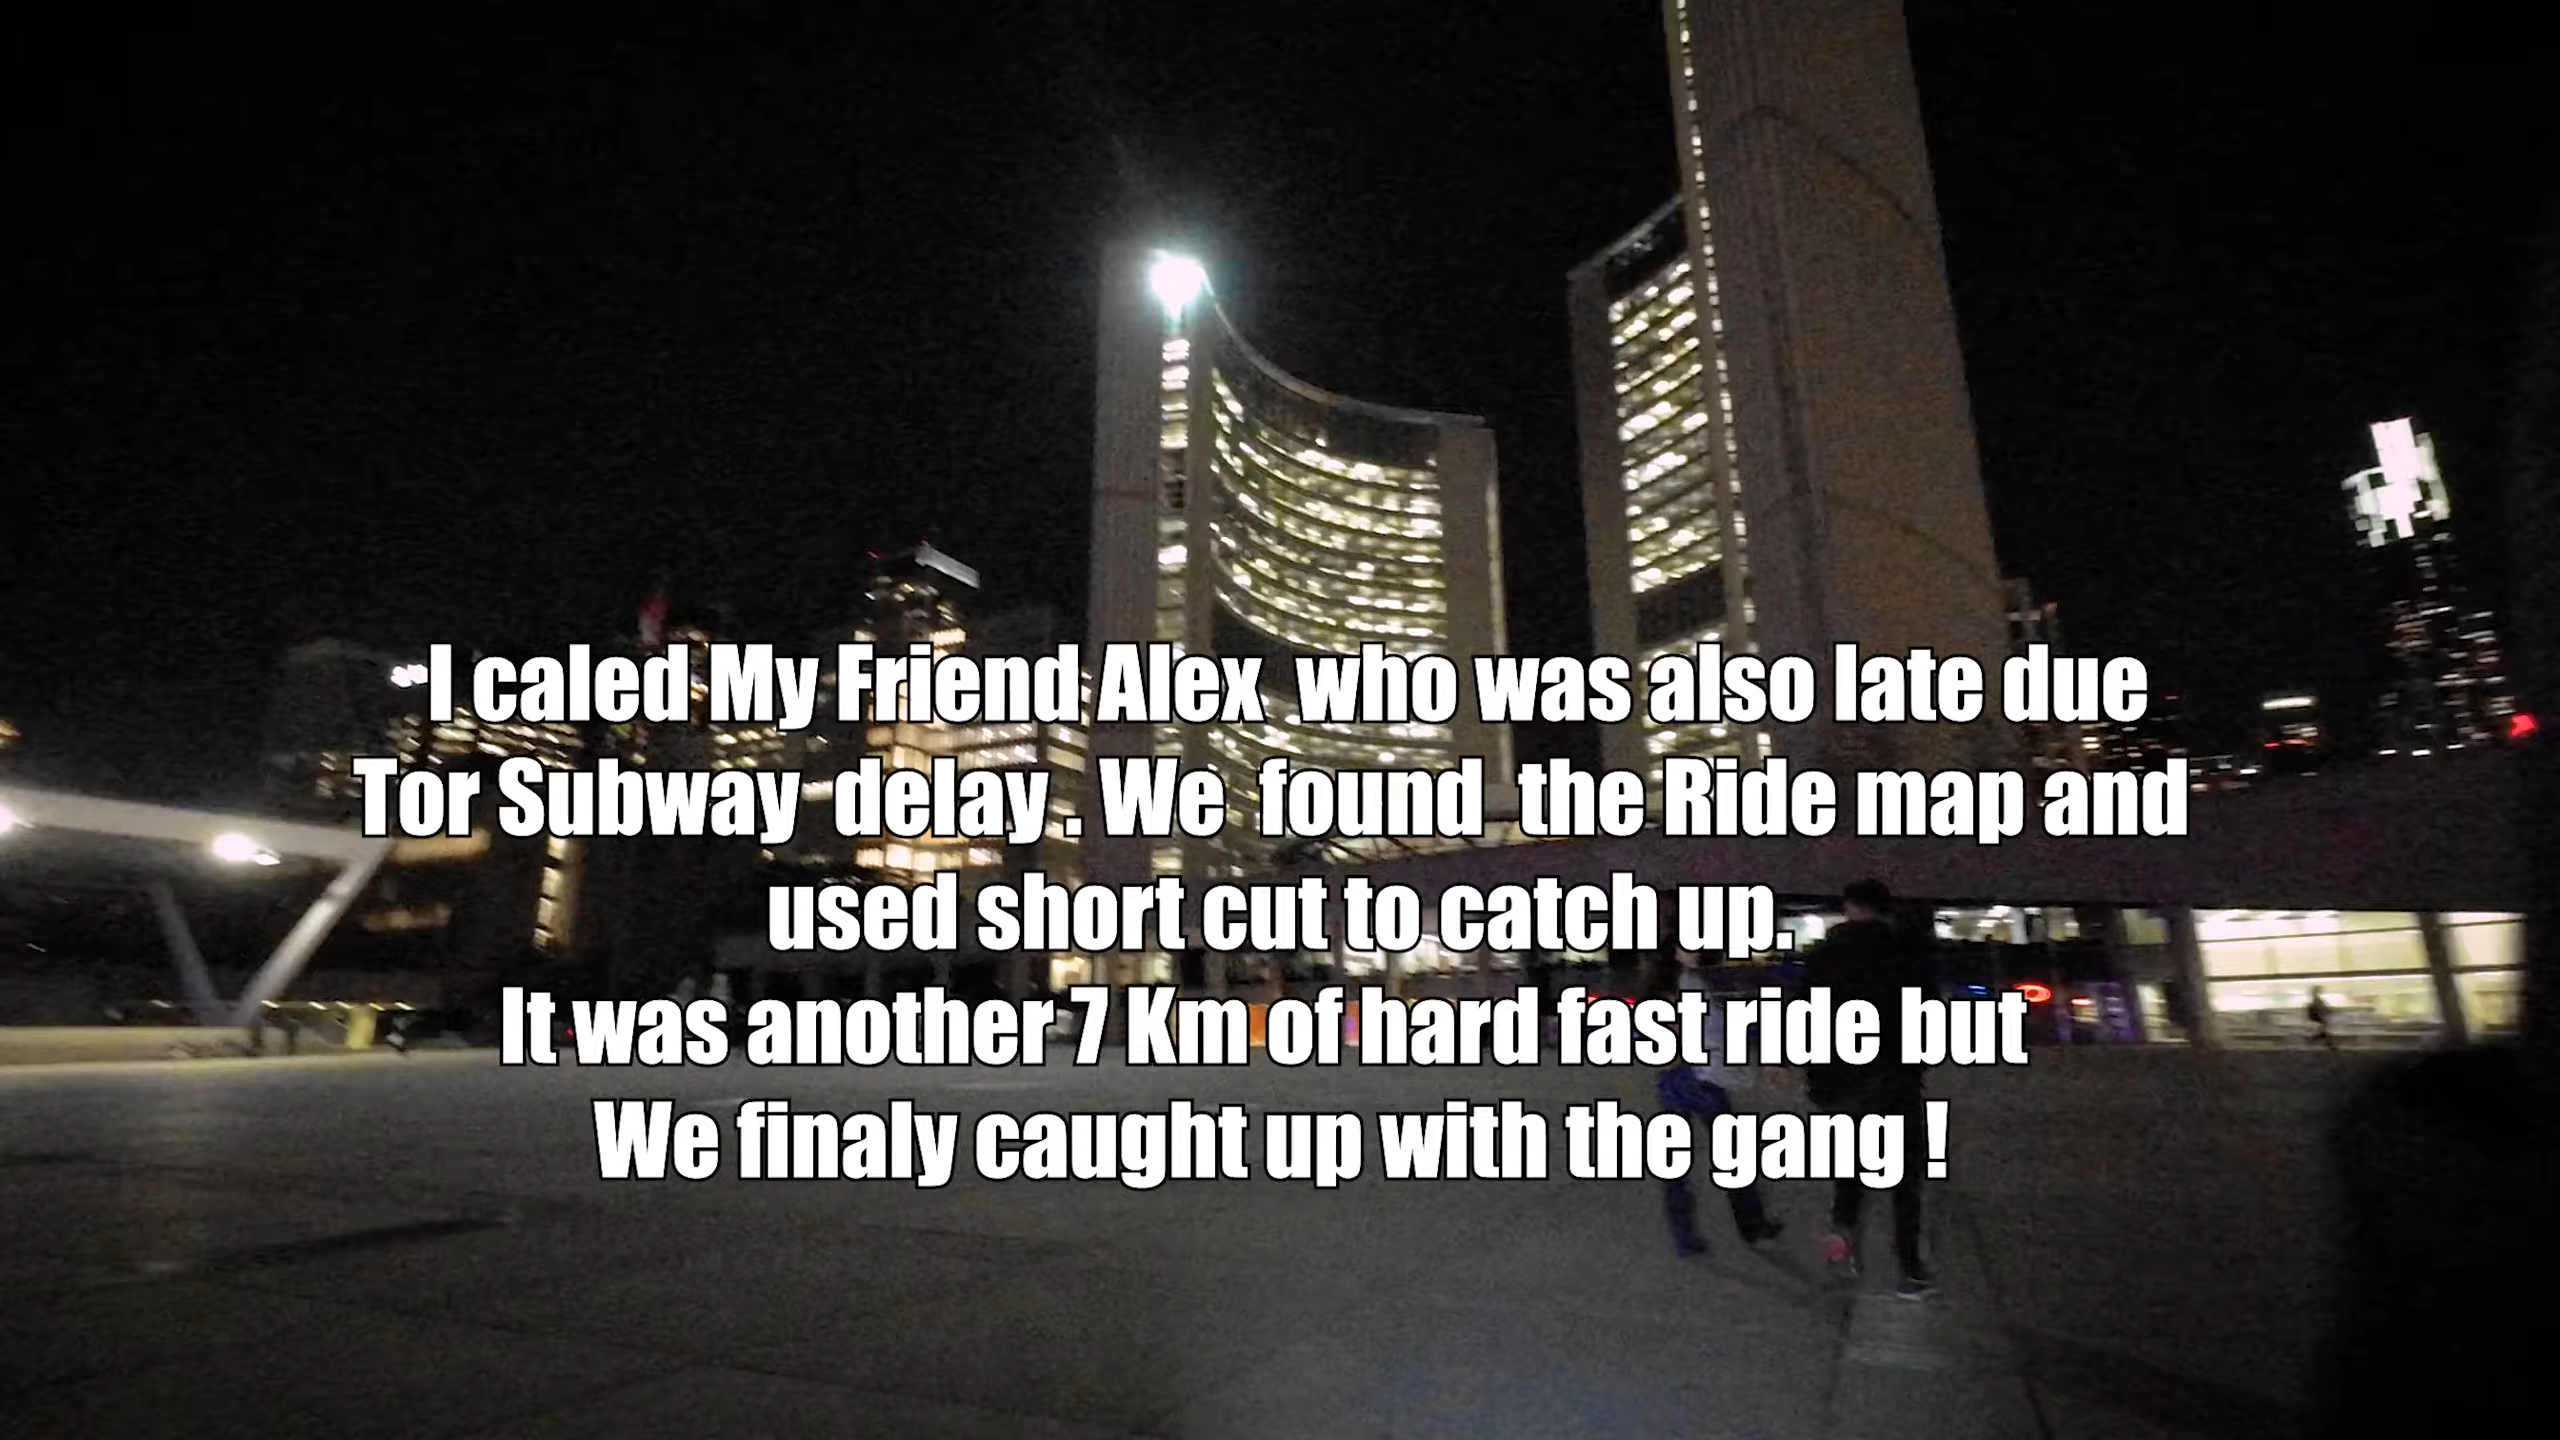 I caled My Friend Alex who was also late due
Tor Subway delay . We found the Ride map and
used short cut to catch up.
It was another 7 Km of hard fast ride but
We finaly caught up with the gang !